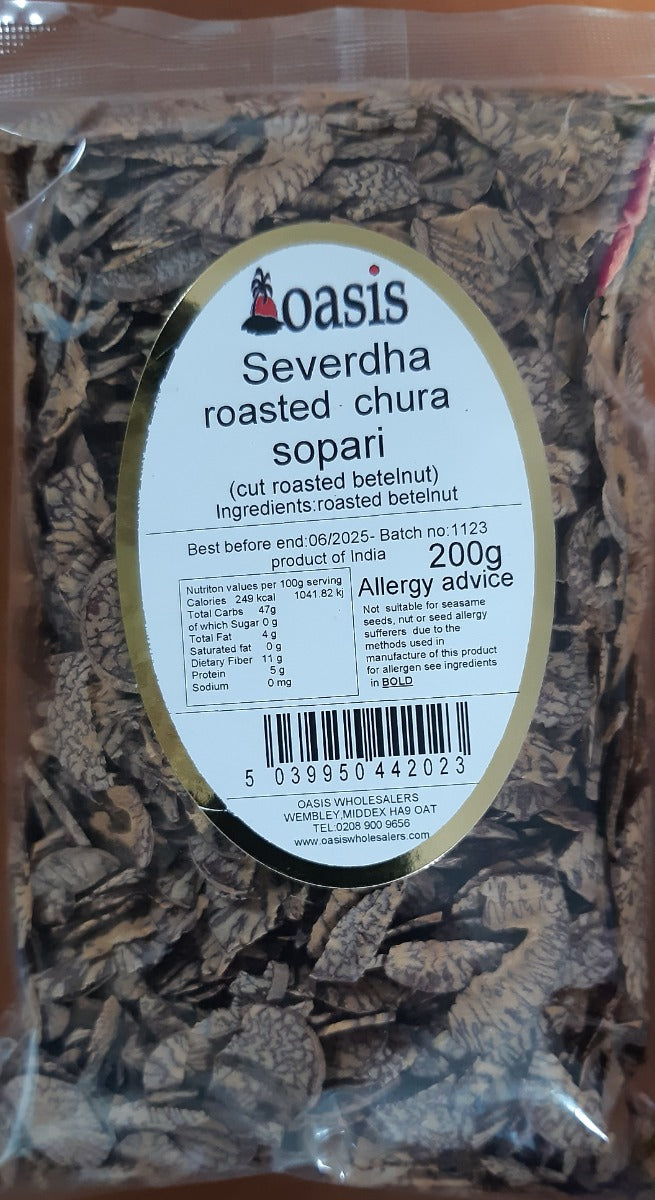 oasis
Severdha
roasted chura
sopari
(cut roasted betelnut)
Ingredients:roasted betelnut
Best before end:06/2025- Batch no:1123
product of India
200g
Nutriton values per 100g serving
Calories 249 kcal 1041.82 kj
Total Carbs 47g
of which Sugar 0 g
Total Fat 4 g
Saturated fat 0 g
Dietary Fiber 11 g
Protein 5 g
Sodium 0 mg
Allergy advice
Not suitable for seasame
seeds, nut or seed allergy
sufferers due to the
methods used in
manufacture of this product
for allergen see ingredients
in BOLD
5 039950 442023
OASIS WHOLESALERS
WEMBLEY,MIDDEX HA9 OAT
TEL:0208 900 9656
www.oasiswholesalers.com